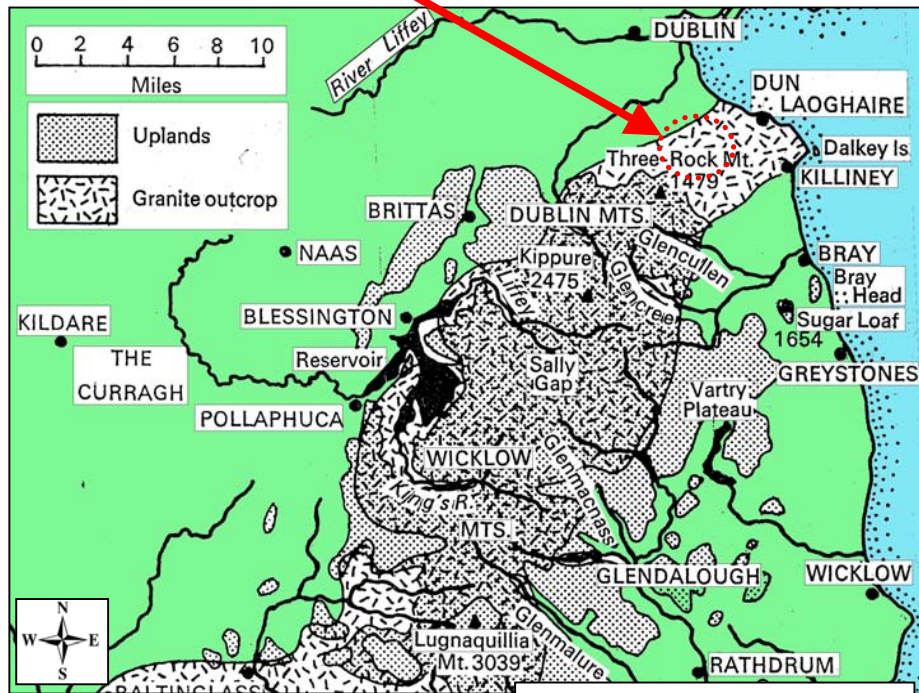 0 2 4 6 8 10
Miles
Uplands
Granite outcrop
River Liffey
DUBLIN
DUN
LAOGHAIRE
Dalkey Is.
Three Rock Mt.
1479
KILLINEY
BRITTAS
DUBLIN MTS.
Glencullen
NAAS
Kippure
2475
Liffey
Glencree
BRAY
Bray
Head
KILDARE
BLESSINGTON
Sugar Loaf
1654
THE
CURRAGH
Reservoir
Sally
Gap
GREYSTONES
Vartry
Plateau
POLLAPHUCA
WICKLOW
MTS.
King's R.
Glenmacnass
GLENDALOUGH
WICKLOW
Lugnaquillia
Mt. 3039
Glenmalure
RATHDRUM
BALTINGLASS
N
W E
S